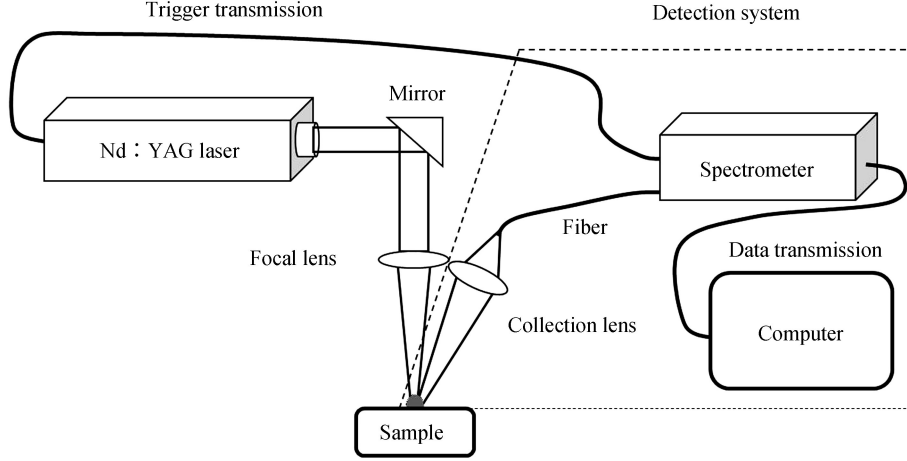 Trigger transmission
Detection system
Mirror
Nd：YAG laser
Spectrometer
Fiber
Focal lens
Data transmission
Collection lens
Computer
Sample